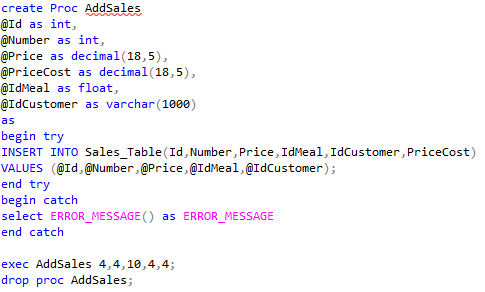 create Proc AddSales
@Id as int,
@Number as int,
@Price as decimal(18,5),
@PriceCost as decimal(18,5),
@IdMeal as float,
@IdCustomer as varchar(1000)
as
begin try
INSERT INTO Sales_Table(Id,Number,Price,IdMeal,IdCustomer,PriceCost)
VALUES (@Id,@Number,@Price,@IdMeal,@IdCustomer);
end try
begin catch
select ERROR_MESSAGE() as ERROR_MESSAGE
end catch
exec AddSales 4,4,10,4,4;
drop proc AddSales;